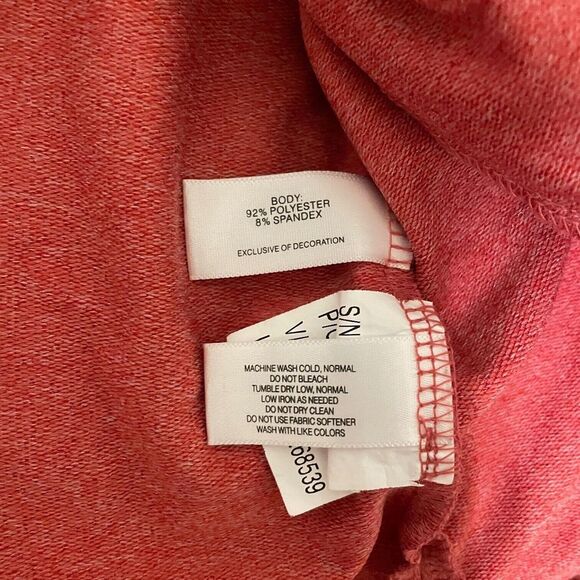 BODY:
92% POLYESTER
8% SPANDEX
EXCLUSIVE OF DECORATION
S/N
MACHINE WASH COLD, NORMAL
DO NOT BLEACH
TUMBLE DRY LOW, NORMAL
LOW IRON AS NEEDED
DO NOT DRY CLEAN
DO NOT USE FABRIC SOFTENER
WASH WITH LIKE COLORS
68539